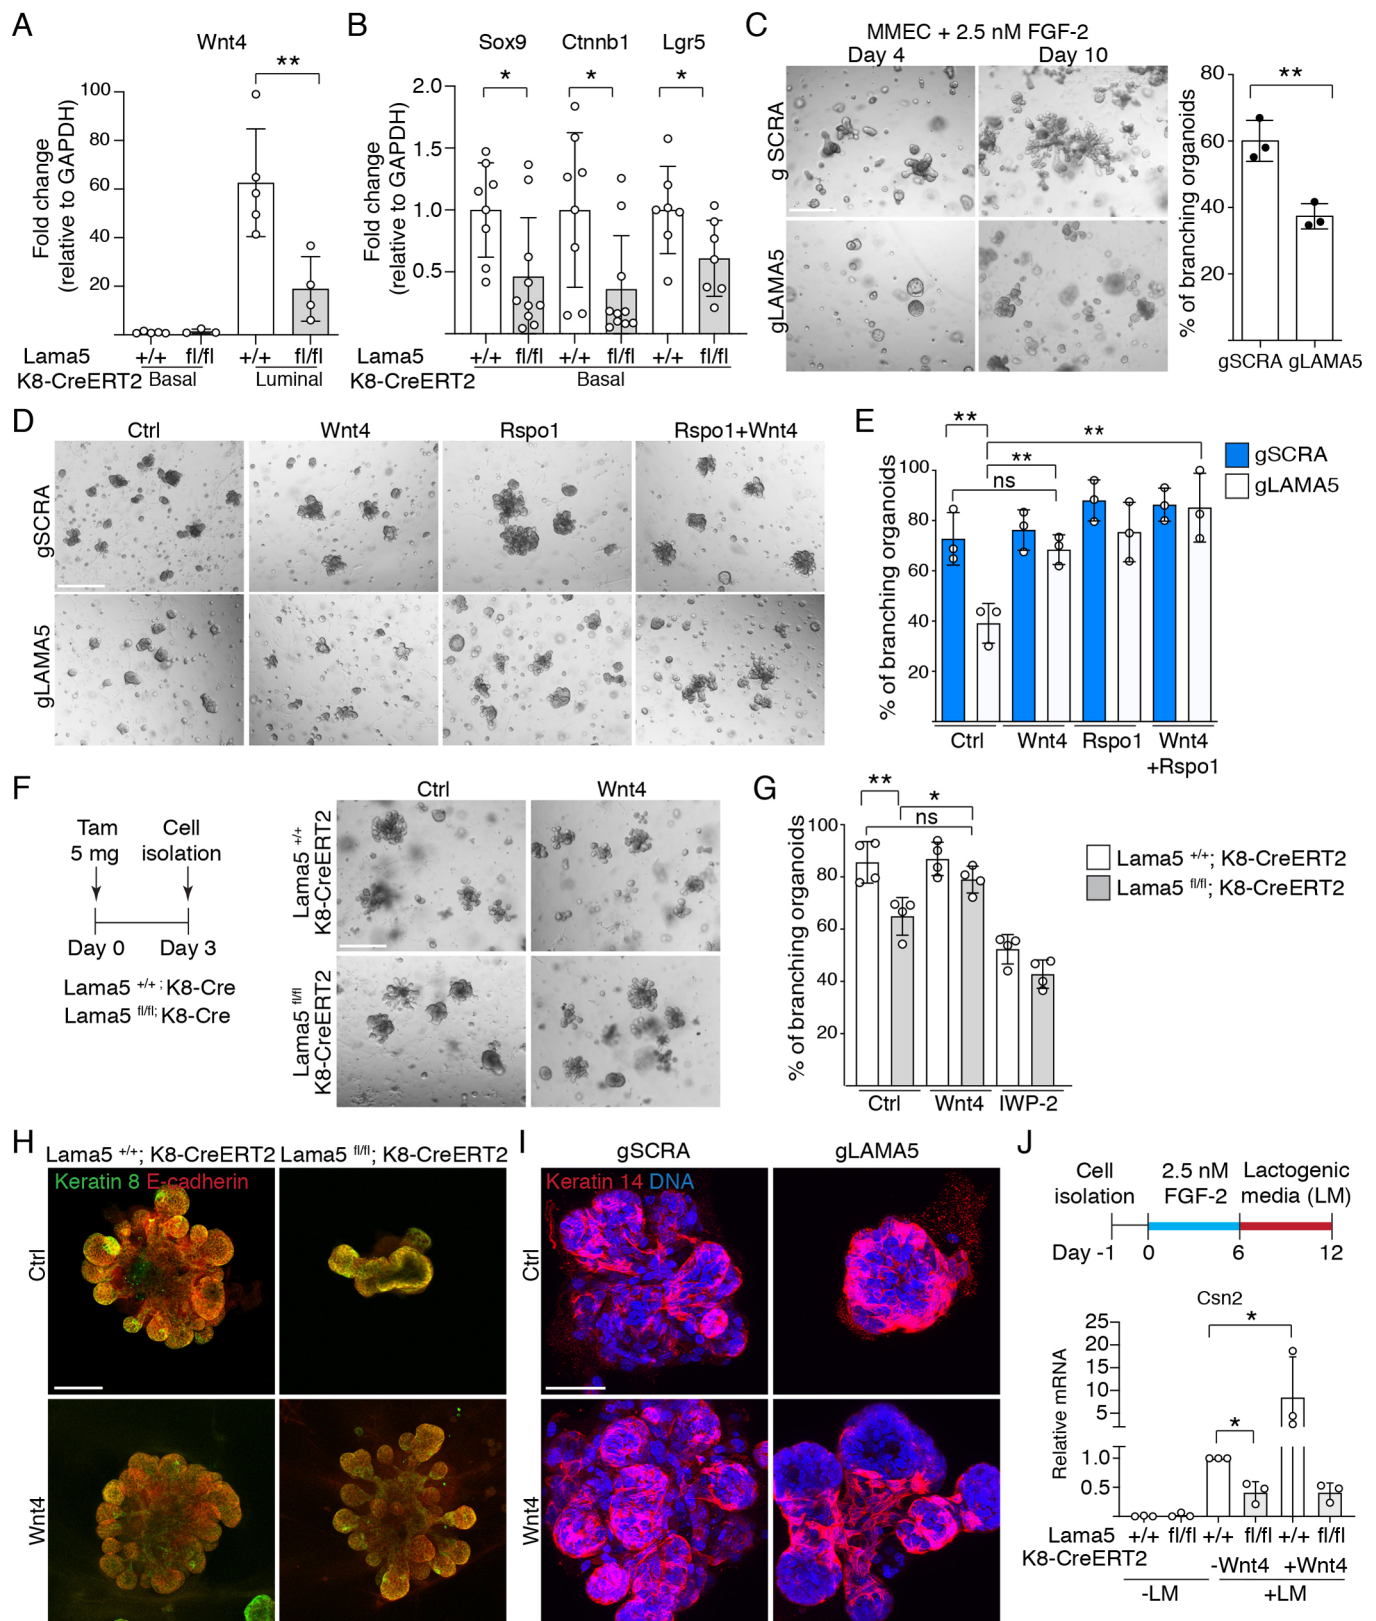 A
Wnt4
**
Fold change
(relative to GAPDH)
100
80
60
40
20
Lama5 +/+ fl/fl +/+ fl/fl
K8-CreERT2 Basal Luminal
B
Sox9 Ctnnb1 Lgr5
* * *
Fold change
(relative to GAPDH)
2.0
1.5
1.0
0.5
Lama5 +/+ fl/fl +/+ fl/fl +/+ fl/fl
K8-CreERT2 Basal
C
MMEC + 2.5 nM FGF-2
Day 4 Day 10
g SCRA
gLAMA5
**
% of branching organoids
80
60
40
20
gSCRA gLAMA5
D
Ctrl Wnt4 Rspo1 Rspo1+Wnt4
gSCRA
gLAMA5
E
** **
**
ns
gSCRA
gLAMA5
% of branching organoids
100
80
60
40
20
Ctrl Wnt4 Rspo1 Wnt4
+Rspo1
F
Tam Cell
5 mg isolation
Day 0 Day 3
Lama5 +/+ ; K8-Cre
Lama5 fl/fl; K8-Cre
Ctrl Wnt4
Lama5 +/+
K8-CreERT2
Lama5 fl/fl
K8-CreERT2
G
** *
ns
% of branching organoids
100
80
60
40
20
Ctrl Wnt4 IWP-2
Lama5 +/+; K8-CreERT2
Lama5 fl/fl; K8-CreERT2
H
Lama5 +/+; K8-CreERT2 Lama5 fl/fl; K8-CreERT2
Keratin 8 E-cadherin
Ctrl
Wnt4
I
gSCRA gLAMA5
Keratin 14 DNA
Ctrl
Wnt4
J
Cell 2.5 nM Lactogenic
isolation FGF-2 media (LM)
Day -1 0 6 12
Csn2
*
*
Relative mRNA
25
20
15
10
5
1.0
0.5
Lama5 +/+ fl/fl +/+ fl/fl +/+ fl/fl
K8-CreERT2 -Wnt4 +Wnt4
-LM +LM